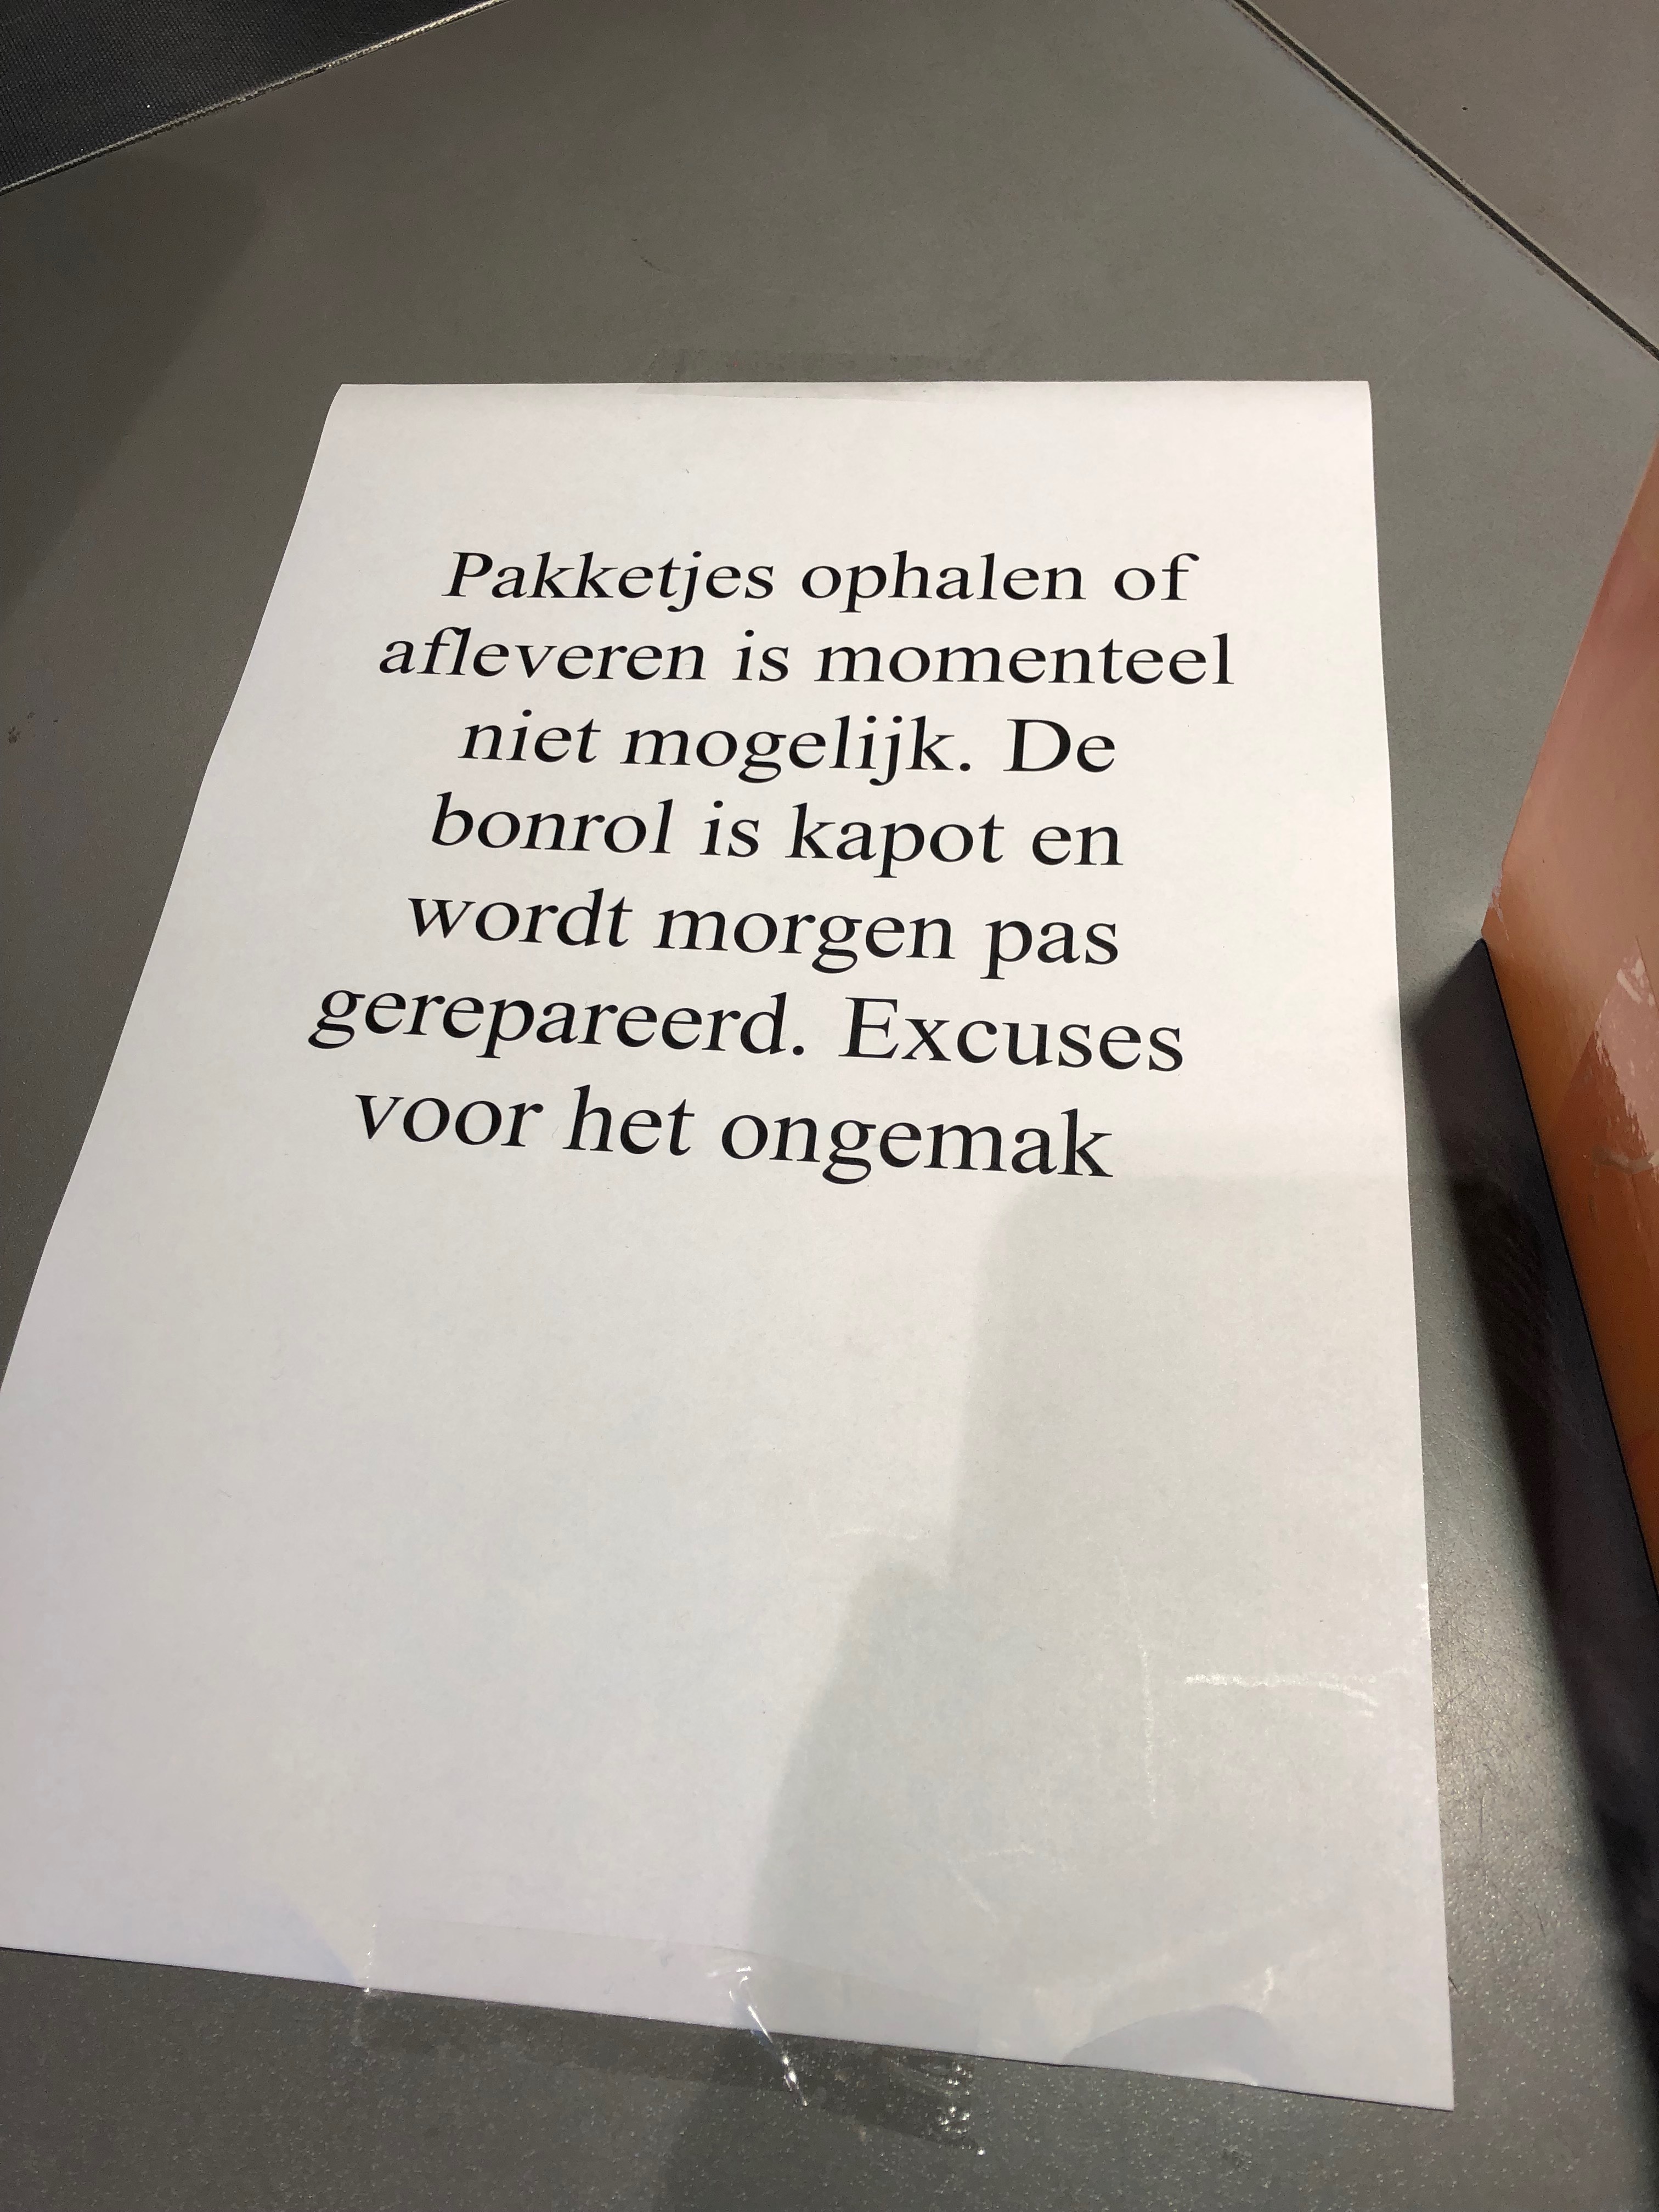 Pakketjes ophalen of
afleveren is momenteel
niet mogelijk. De
bonrol is kapot en
wordt morgen pas
gerepareerd. Excuses
voor het ongemak